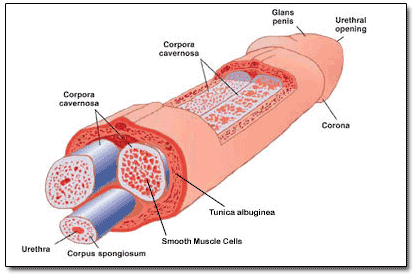 Glans
penis
Urethral
opening
Corpora
cavernosa
Corpora
cavernosa
Corona
Tunica albuginea
Smooth Muscle Cells
Urethra
Corpus spongiosum